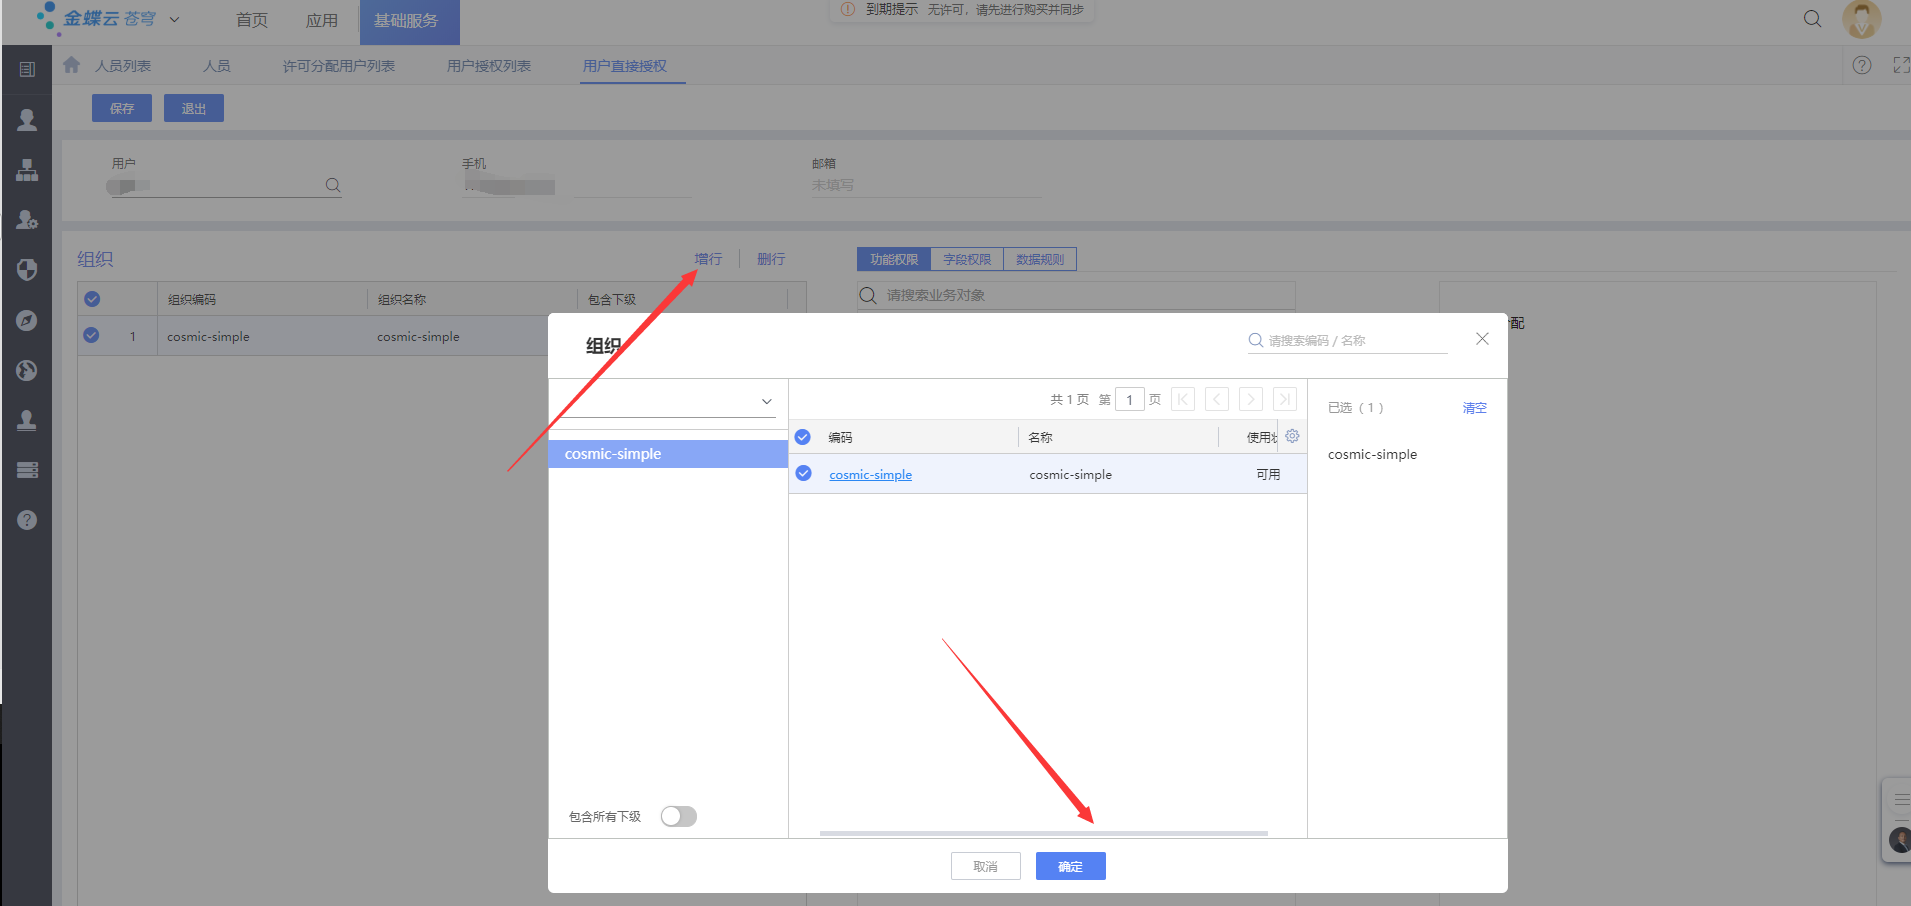 金蝶云 苍穹
首页
应用
基础服务
到期提示 无许可，请先进行购买并同步
人员列表
人员
许可分配用户列表
用户授权列表
用户直接授权
保存
退出
用户
手机
邮箱
未填写
组织
增行
删行
功能权限
字段权限
数据规则
请搜索业务对象
组织编码
组织名称
包含下级
1
cosmic-simple
cosmic-simple
配
组织
请搜索编码 / 名称
共 1 页 第 1 页
已选（ 1 ）
清空
编码
名称
使用
cosmic-simple
cosmic-simple
cosmic-simple
可用
cosmic-simple
包含所有下级
取消
确定